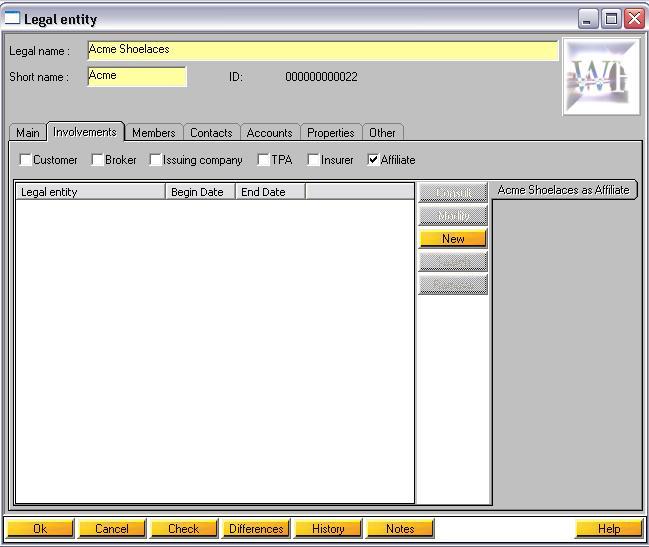 Legal entity
Legal name : Acme Shoelaces
Short name : Acme ID: 000000000022
Main Involvements Members Contacts Accounts Properties Other
Customer Broker Issuing company TPA Insurer Affiliate
Legal entity Begin Date End Date Consult Acme Shoelaces as Affiliate
Modify
New
Ok Cancel Check Differences History Notes Help